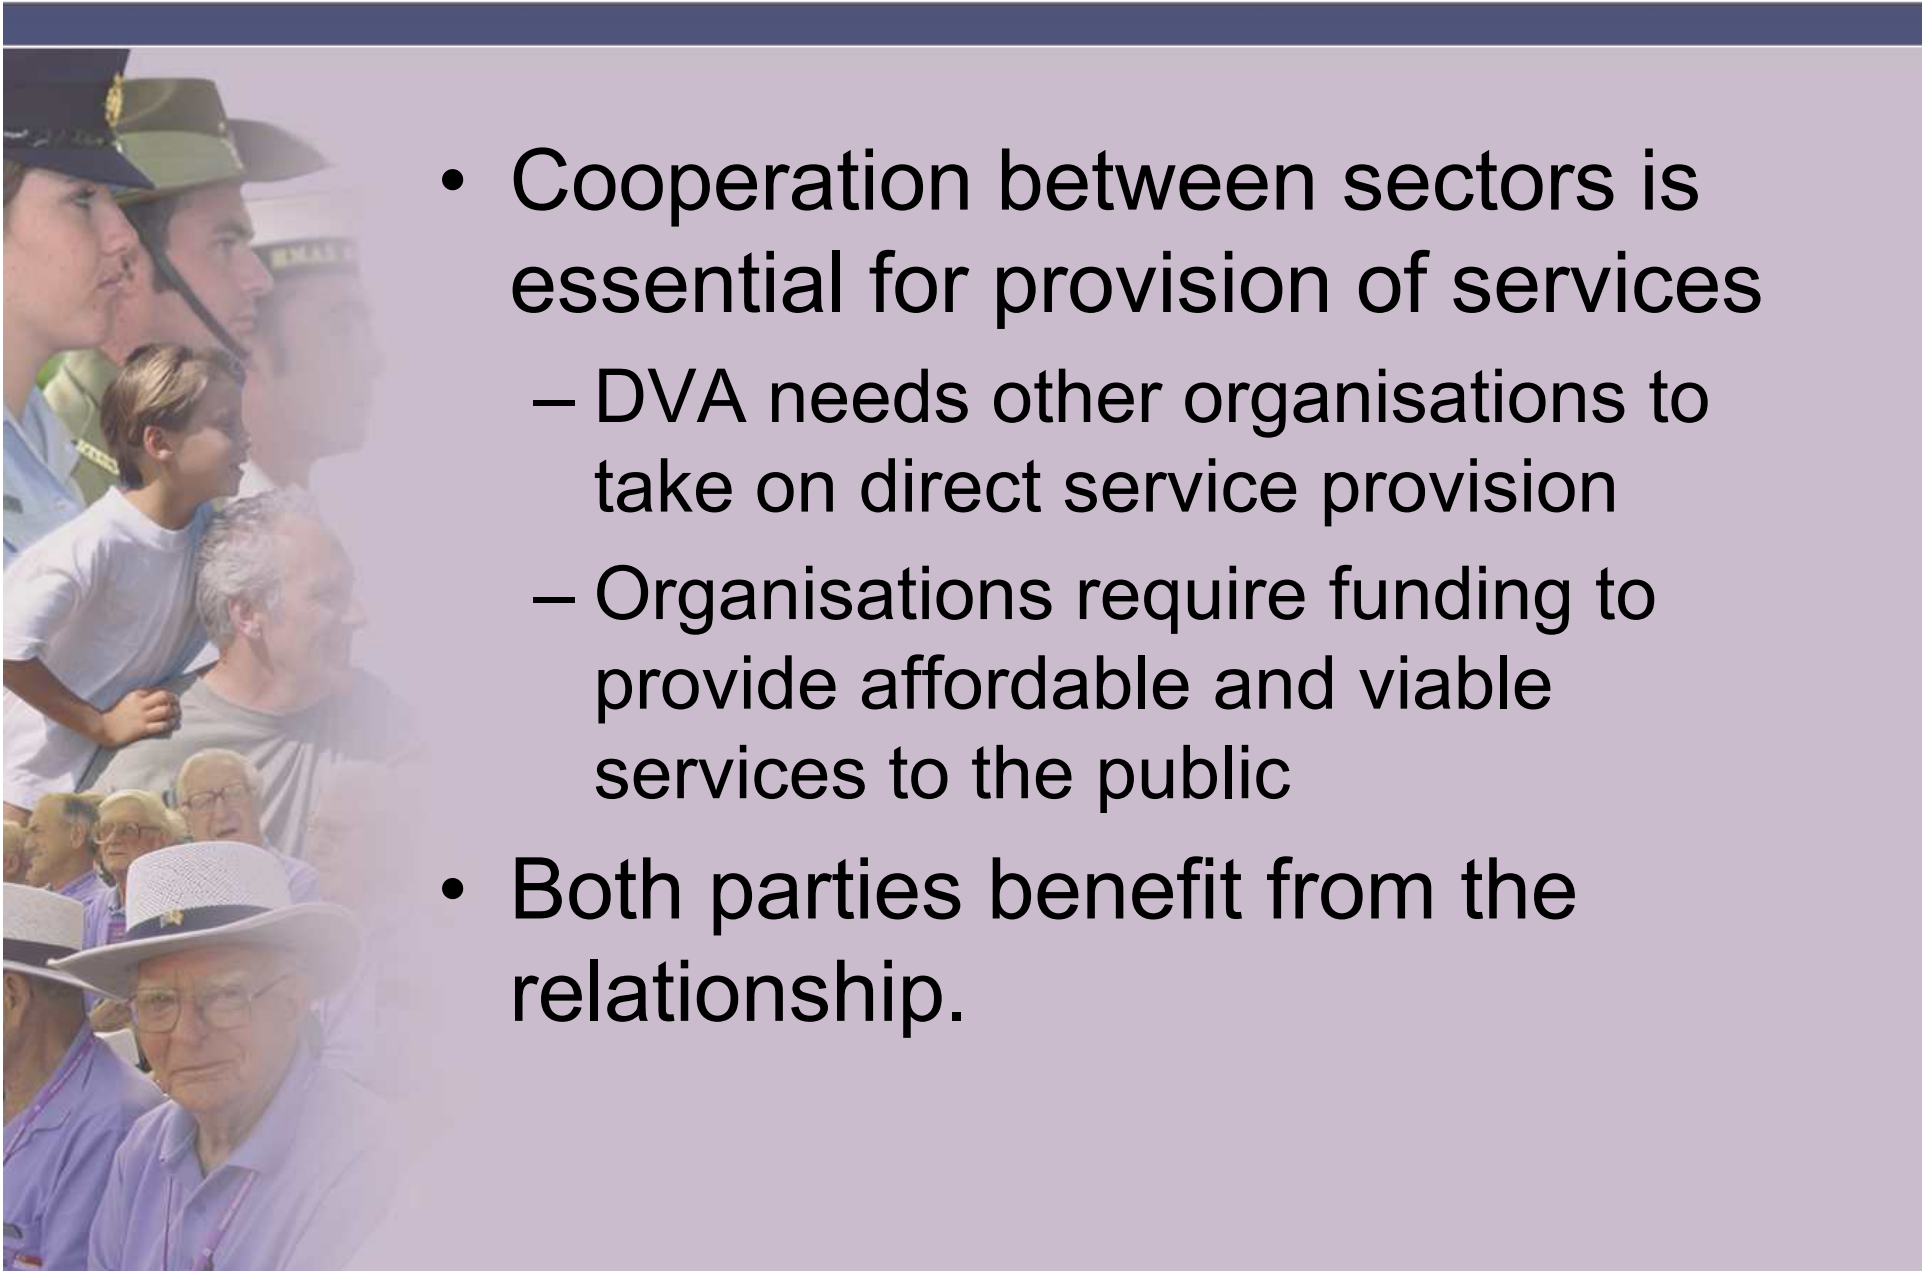 • Cooperation between sectors is
essential for provision of services
– DVA needs other organisations to
take on direct service provision
– Organisations require funding to
provide affordable and viable
services to the public
• Both parties benefit from the
relationship.
HMAS